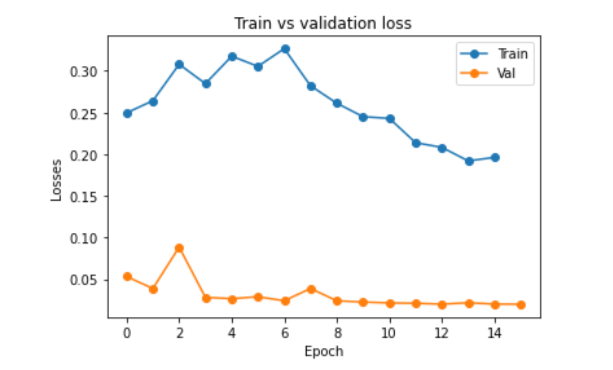 Train vs validation loss
Train
Val
0.30
0.25
0.20
0.15
0.10
0.05
Losses
0 2 4 6 8 10 12 14
Epoch